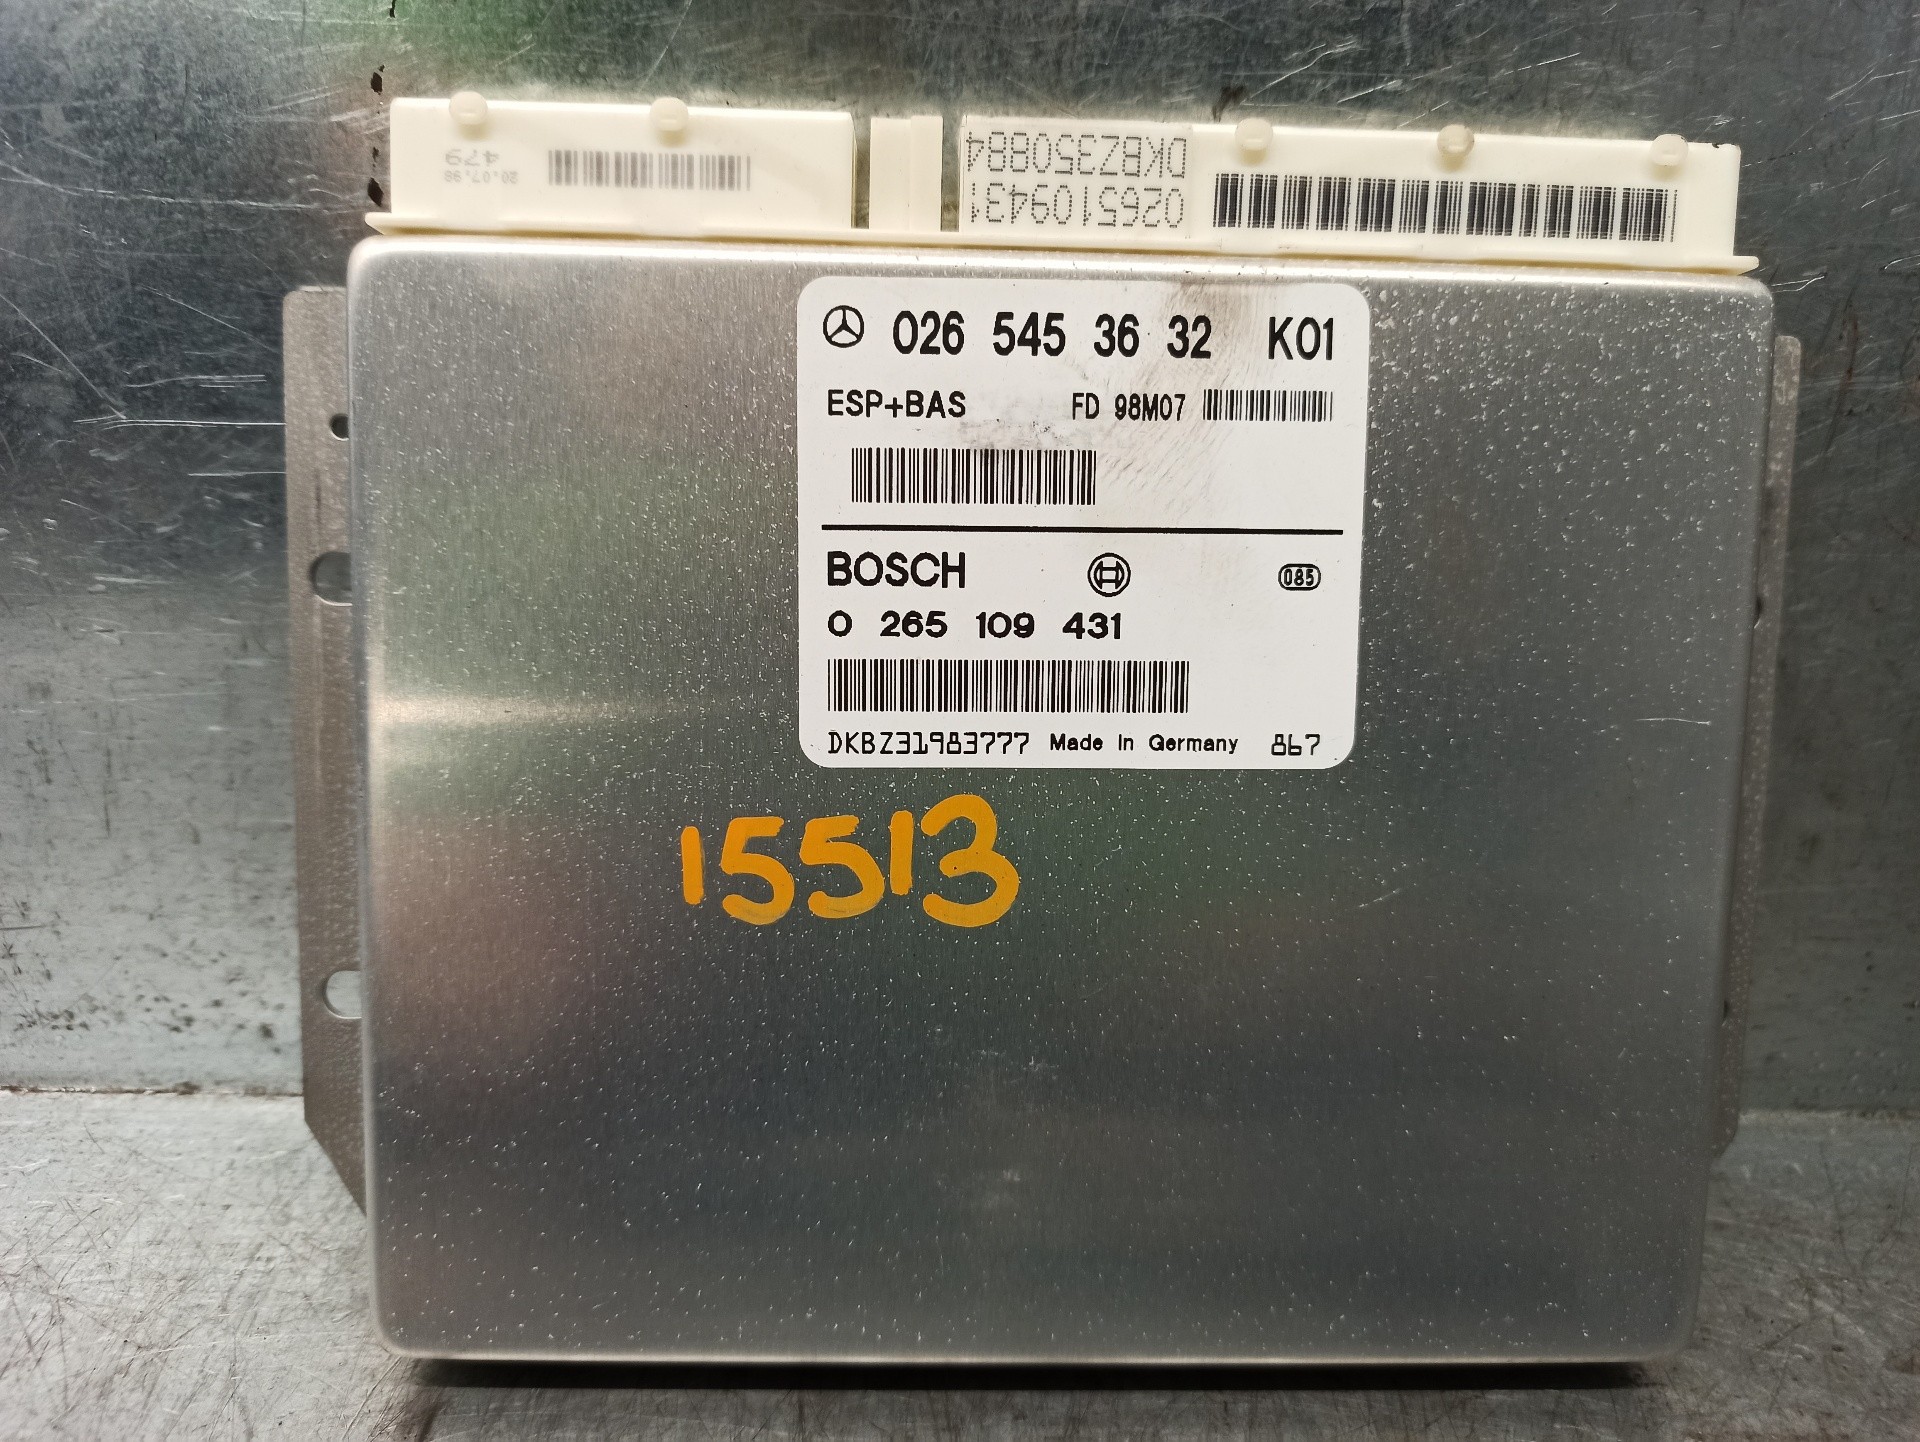 20.07.98
479
0265109431
DKBZ350884
026 545 36 32 K01
ESP+BAS FD 98M07
BOSCH 085
0 265 109 431
DKBZ31983777 Made In Germany 867
15513